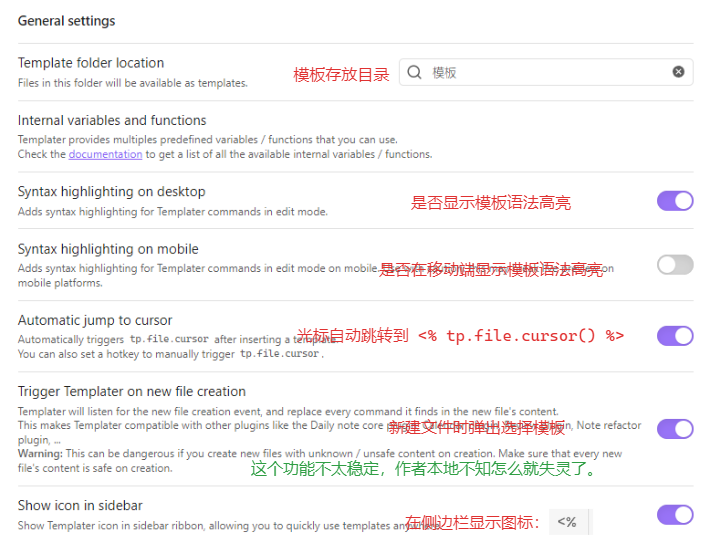 General settings
Template folder location
Files in this folder will be available as templates.
模板存放目录
模板
Internal variables and functions
Templater provides multiples predefined variables / functions that you can use.
Check the documentation to get a list of all the available internal variables / functions.
Syntax highlighting on desktop
Adds syntax highlighting for Templater commands in edit mode.
是否显示模板语法高亮
Syntax highlighting on mobile
Adds syntax highlighting for Templater commands in edit mode on mobile
on
是否在移动端显示模板语法高亮
mobile platforms.
Automatic jump to cursor
Automatically triggers tp.file.cursor after inserting a template.
光标自动跳转到 <% tp.file.cursor() %>
You can also set a hotkey to manually trigger tp.file.cursor.
Trigger Templater on new file creation
Templater will listen for the new file creation event, and replace every command it finds in the new file's content.
This makes Templater compatible with other plugins like the Daily note core Note refactor
新建文件时弹出选择模板
plugin, ...
Warning: This can be dangerous if you create new files with unknown / unsafe content on creation. Make sure that every new
file's content is safe on creation.
这个功能不太稳定，作者本地不知怎么就失灵了。
Show icon in sidebar
Show Templater icon in sidebar ribbon, allowing you to quickly use templates
在侧边栏显示图标： <%